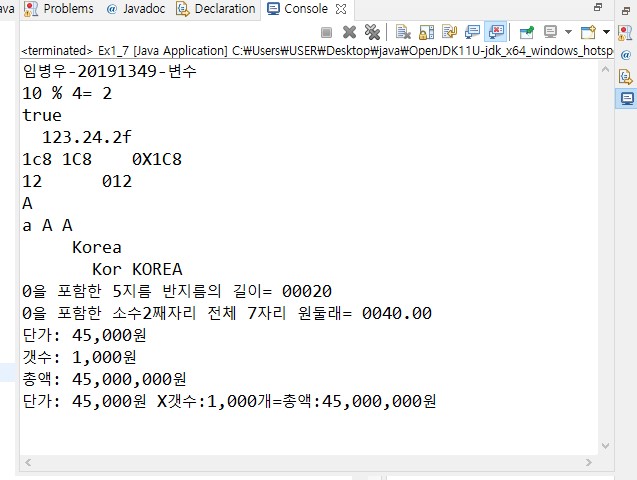 ava Problems @ Javadoc Declaration Console
<terminated> Ex1_7 [Java Application] C:₩Users₩USER₩Desktop₩java₩OpenJDK11U-jdk_x64_windows_hotsp
임병우-20191349-변수
10 % 4= 2
true
  123.24.2f
1c8 1C8    0X1C8
12      012
A
a A A
     Korea
       Kor KOREA
0을 포함한 5지름 반지름의 길이= 00020
0을 포함한 소수2째자리 전체 7자리 원둘래= 0040.00
단가: 45,000원
갯수: 1,000원
총액: 45,000,000원
단가: 45,000원 X갯수:1,000개=총액:45,000,000원